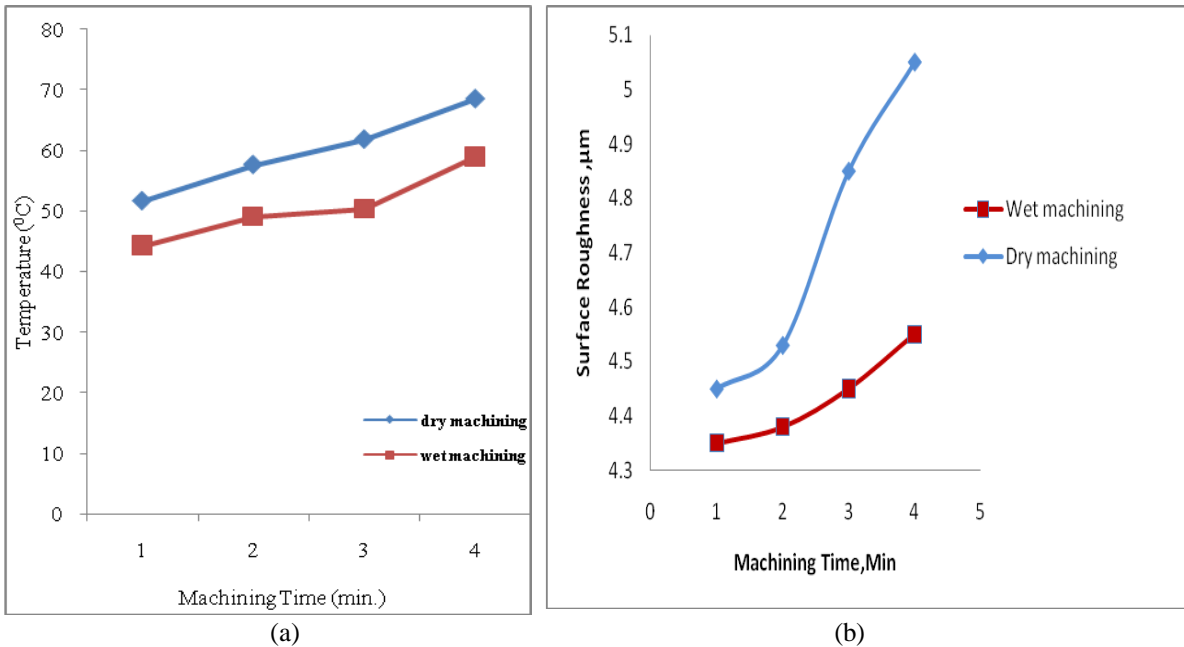 80
70
60
50
40
30
20
10
0
Temperature (⁰C)
dry machining
wet machining
1 2 3 4
Machining Time (min.)
(a)
5.1
5
4.9
4.8
4.7
4.6
4.5
4.4
4.3
Surface Roughness ,µm
Wet machining
Dry machining
0 1 2 3 4 5
Machining Time,Min
(b)